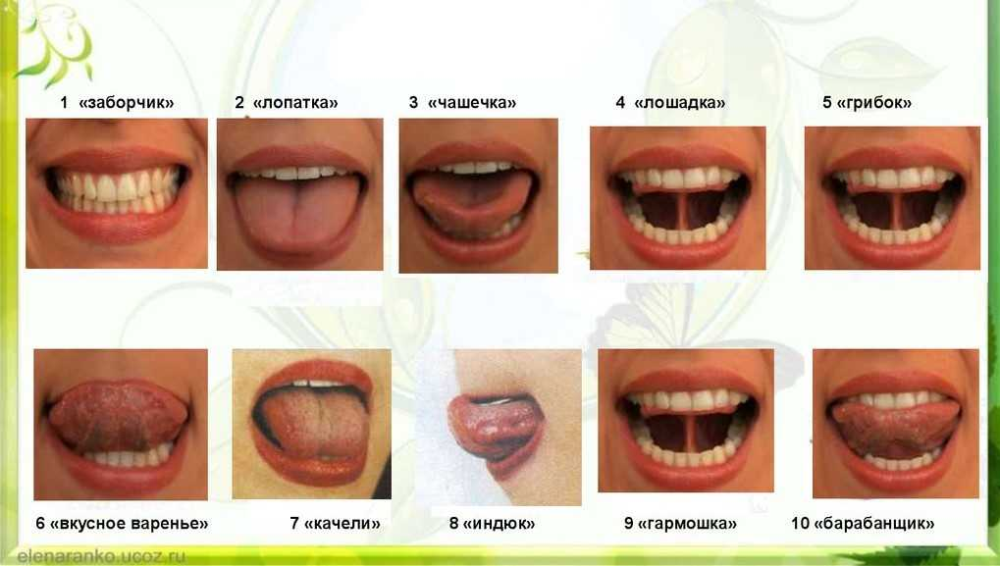 1 «заборчик»
2 «лопатка»
3 «чашечка»
4 «лошадка»
5 «грибок»
6 «вкусное варенье»
7 «качели»
8 «индюк»
9 «гармошка»
10 «барабанщик»
elenaranko.ucoz.ru